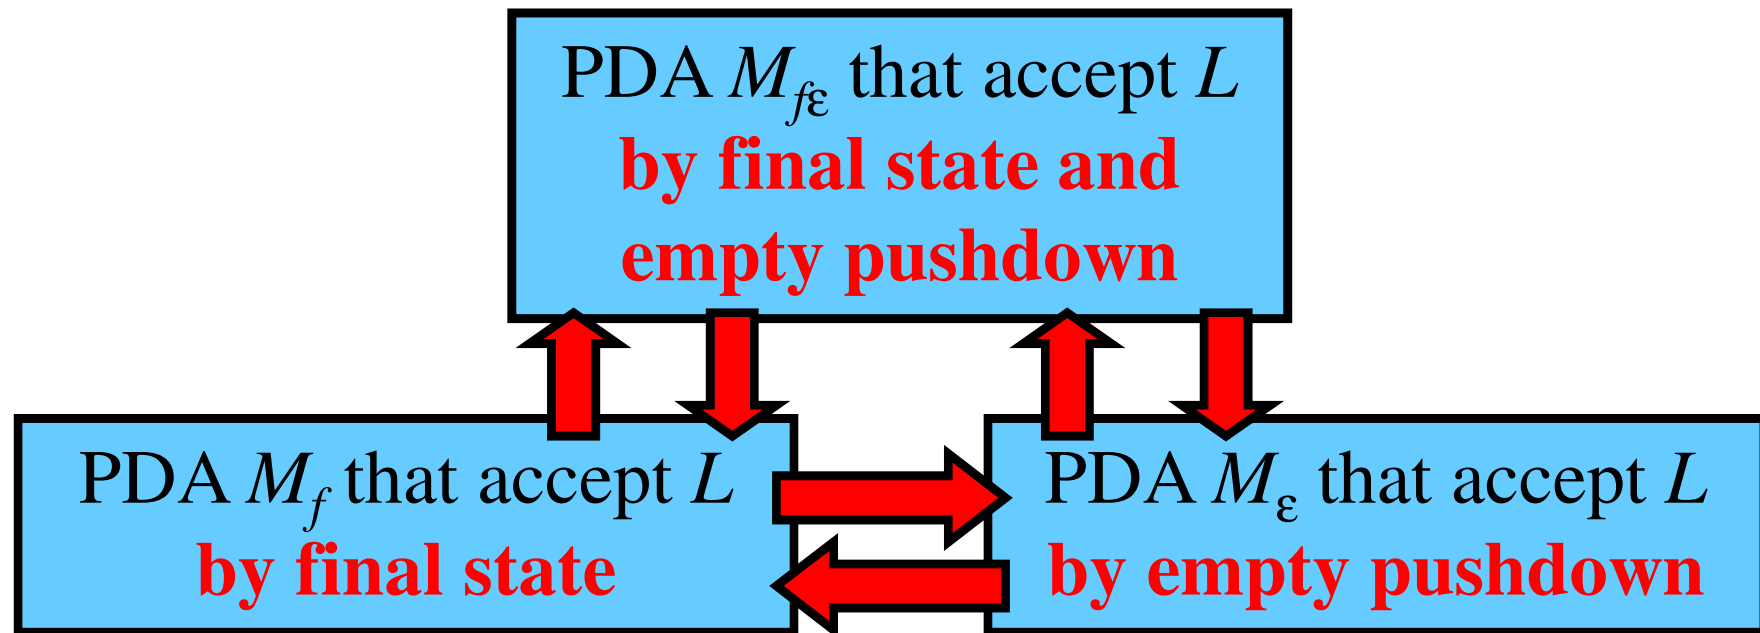 PDA M_fε that accept L
by final state and
empty pushdown
PDA M_f that accept L
by final state
PDA M_ε that accept L
by empty pushdown